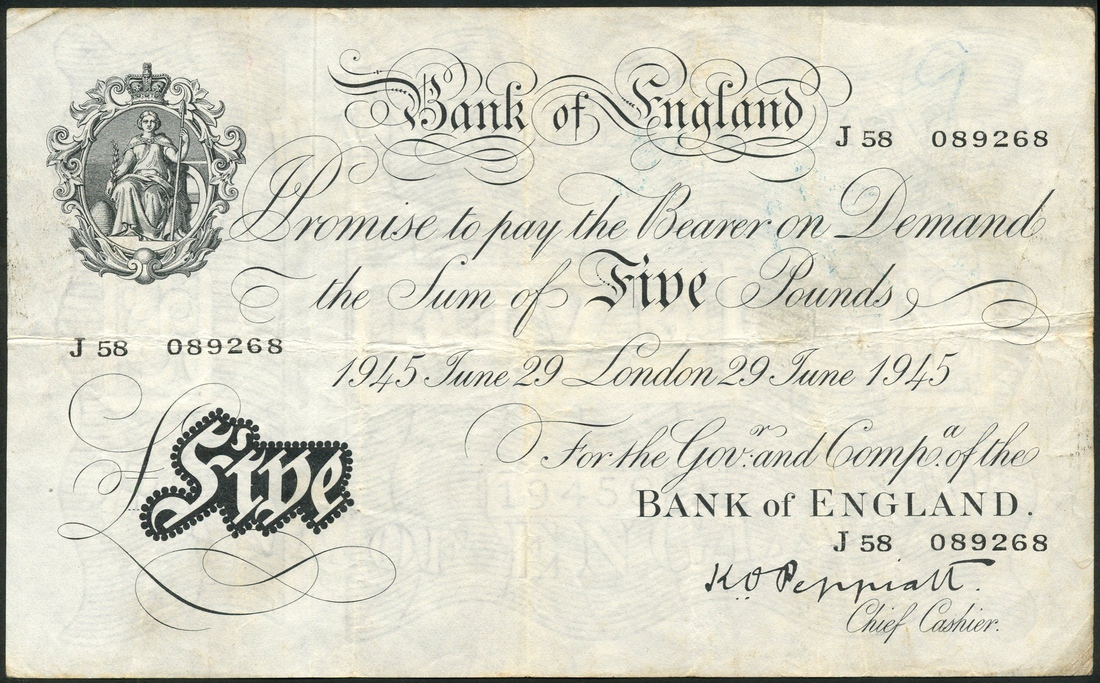 Bank of England
J 58 089268
I Promise to pay the Bearer on Demand
the Sum of Five Pounds
J 58 089268
1945 June 29 London 29 June 1945
For the Govr. and Compa. of the
BANK of ENGLAND.
£ Five
J 58 089268
K.O. Peppiatt.
Chief Cashier.